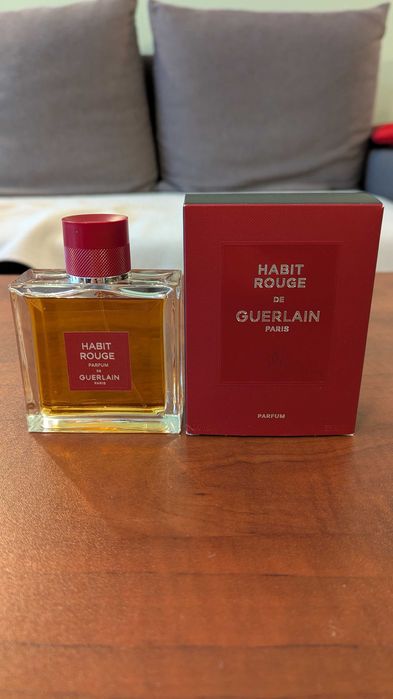 HABIT
ROUGE
PARFUM
DE
GUERLAIN
PARIS
HABIT
ROUGE
DE
GUERLAIN
PARIS
PARFUM